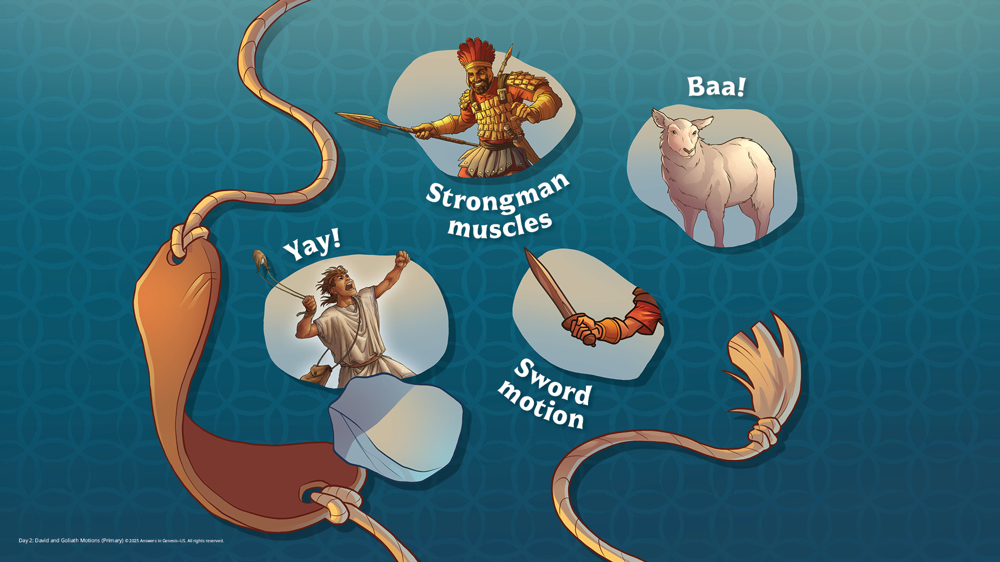 Baa!
Strongman
muscles
Yay!
Sword
motion
Day 2: David and Goliath Motions (Primary) © 2025 Answers in Genesis–US. All rights reserved.